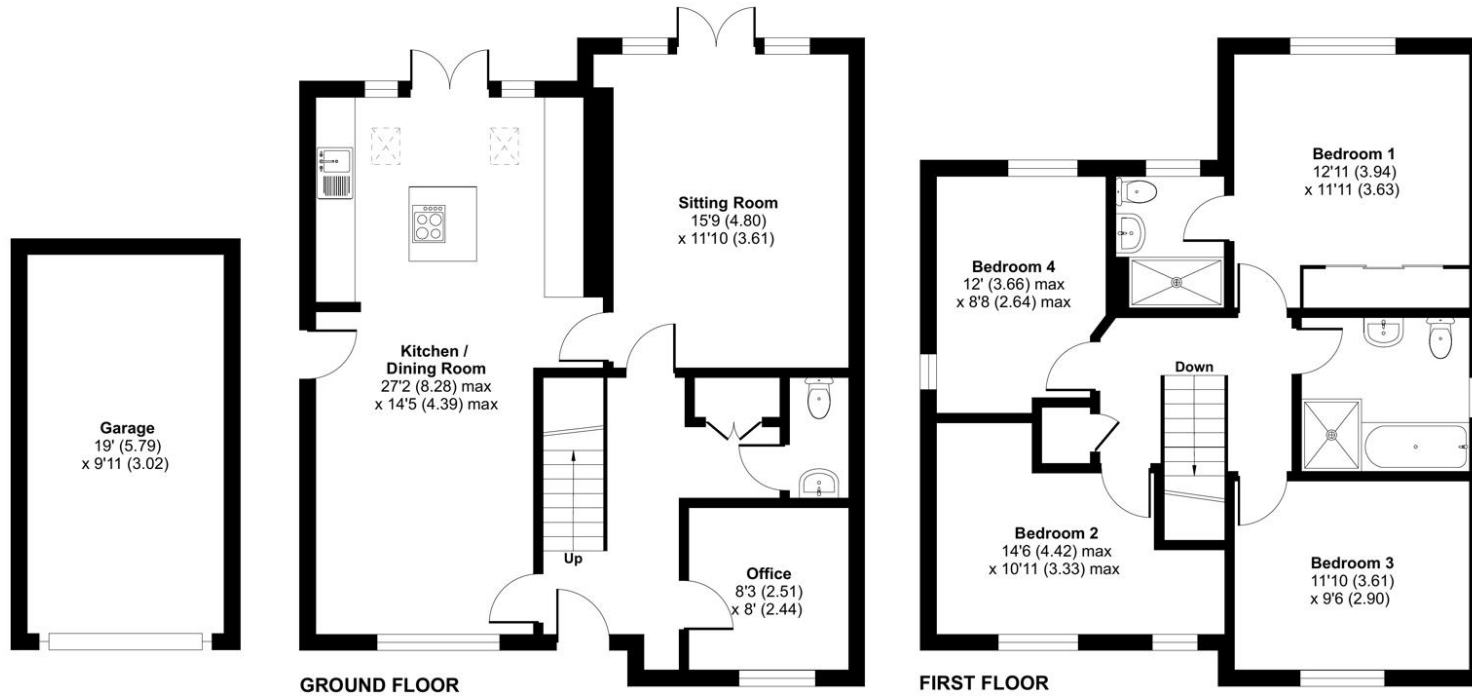 Garage
19' (5.79)
x 9'11 (3.02)
Kitchen /
Dining Room
27'2 (8.28) max
x 14'5 (4.39) max
Sitting Room
15'9 (4.80)
x 11'10 (3.61)
Up
Office
8'3 (2.51)
x 8' (2.44)
GROUND FLOOR
Bedroom 1
12'11 (3.94)
x 11'11 (3.63)
Bedroom 4
12' (3.66) max
x 8'8 (2.64) max
Down
Bedroom 2
14'6 (4.42) max
x 10'11 (3.33) max
Bedroom 3
11'10 (3.61)
x 9'6 (2.90)
FIRST FLOOR